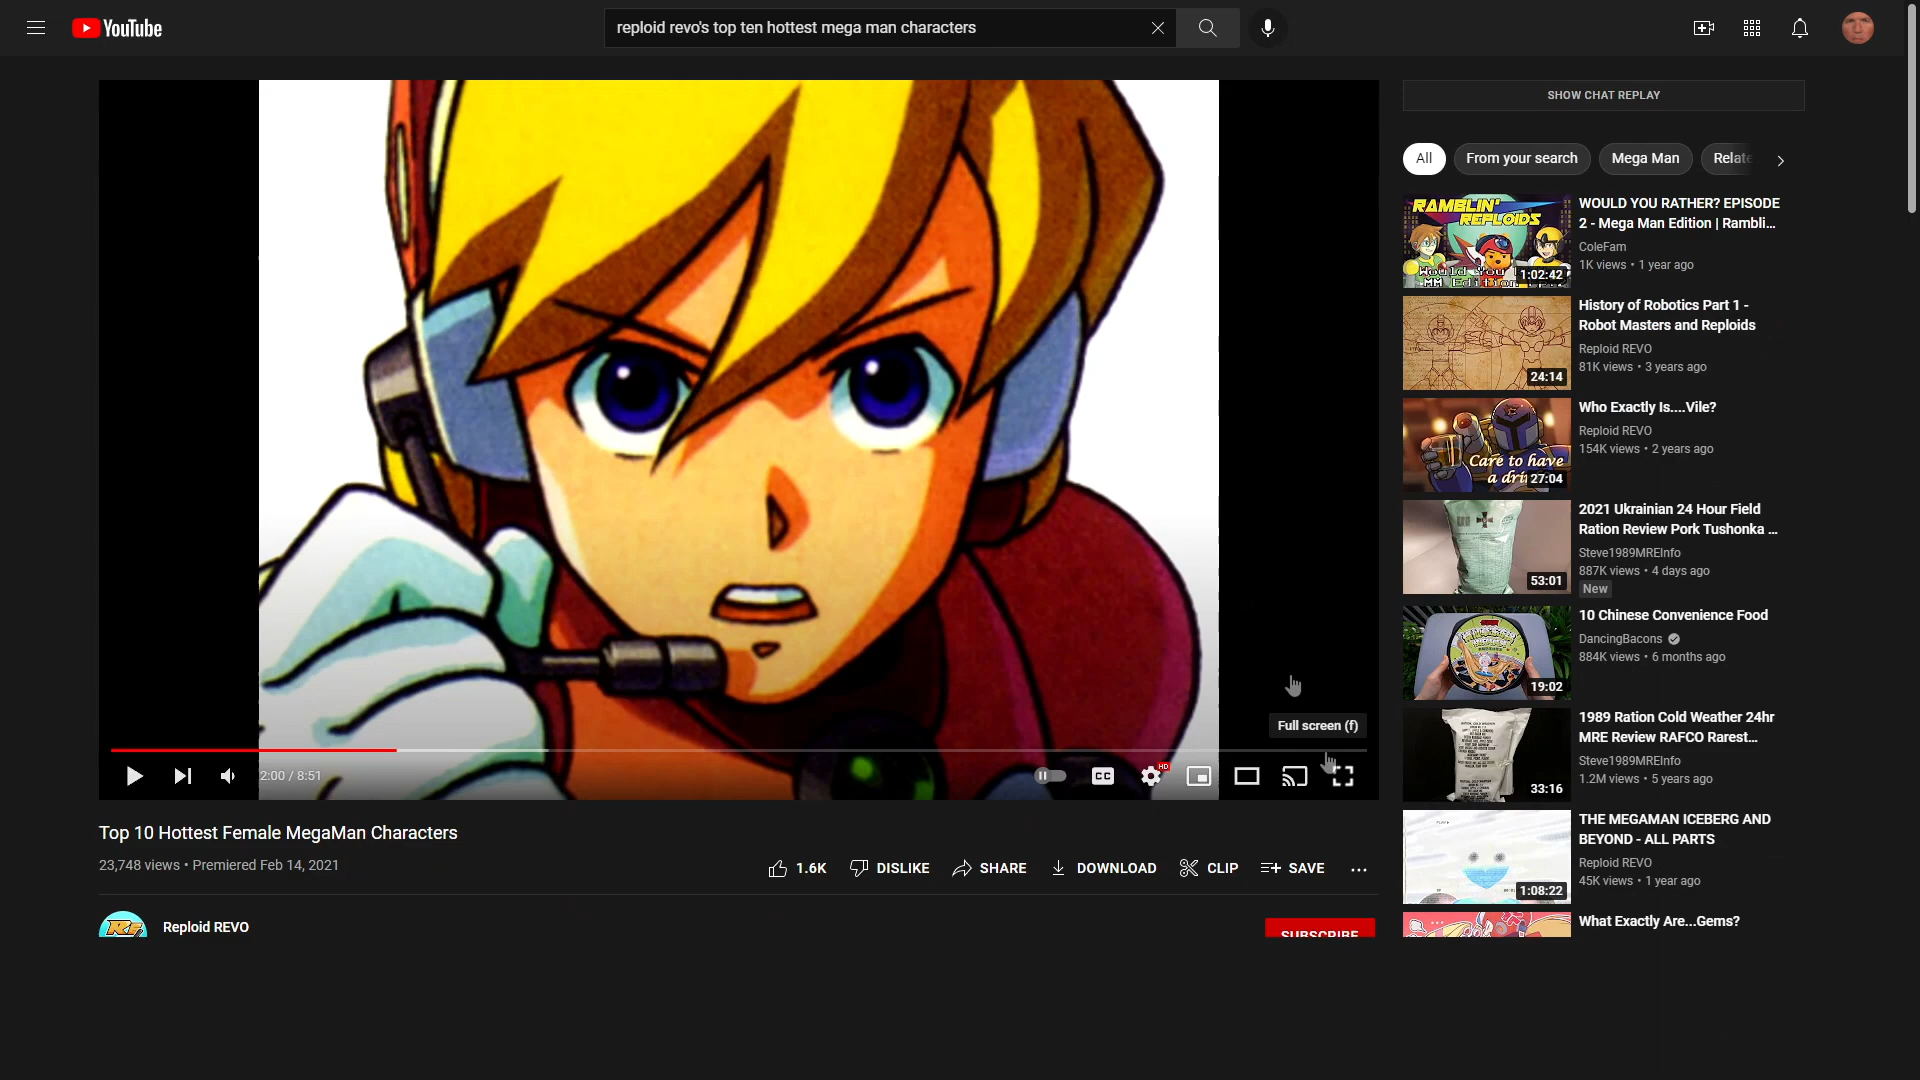 YouTube
reploid revo's top ten hottest mega man characters
Full screen (f)
2:00 / 8:51
CC
HD
Top 10 Hottest Female MegaMan Characters
23,748 views • Premiered Feb 14, 2021
1.6K
DISLIKE
SHARE
DOWNLOAD
CLIP
SAVE
Reploid REVO
SUBSCRIBE
SHOW CHAT REPLAY
All
From your search
Mega Man
Relate
RAMBLIN'
REPLOIDS
Would You
MM Edition
1:02:42
WOULD YOU RATHER? EPISODE
2 - Mega Man Edition | Rambli...
ColeFam
1K views • 1 year ago
24:14
History of Robotics Part 1 -
Robot Masters and Reploids
Reploid REVO
81K views • 3 years ago
Care to have
a dri
27:04
Who Exactly Is....Vile?
Reploid REVO
154K views • 2 years ago
53:01
2021 Ukrainian 24 Hour Field
Ration Review Pork Tushonka ...
Steve1989MREInfo
887K views • 4 days ago
New
19:02
10 Chinese Convenience Food
DancingBacons
884K views • 6 months ago
33:16
1989 Ration Cold Weather 24hr
MRE Review RAFCO Rarest...
Steve1989MREInfo
1.2M views • 5 years ago
1:08:22
THE MEGAMAN ICEBERG AND
BEYOND - ALL PARTS
Reploid REVO
45K views • 1 year ago
What Exactly Are...Gems?